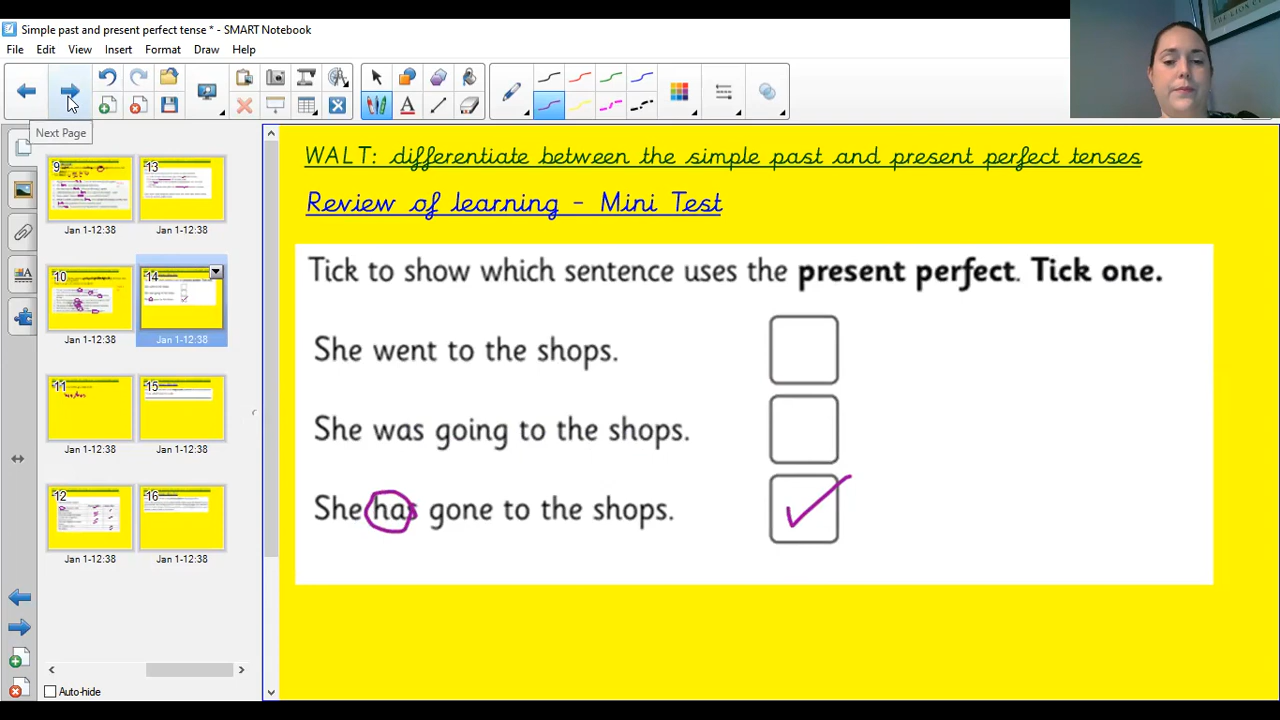 Simple past and present perfect tense * - SMART Notebook
File Edit View Insert Format Draw Help
Next Page
9 13
Jan 1-12:38 Jan 1-12:38
10 14
Jan 1-12:38 Jan 1-12:38
11 15
Jan 1-12:38 Jan 1-12:38
12 16
Jan 1-12:38 Jan 1-12:38
Auto-hide
WALT: differentiate between the simple past and present perfect tenses
Review of learning - Mini Test
Tick to show which sentence uses the present perfect. Tick one.
She went to the shops.
She was going to the shops.
She has gone to the shops.